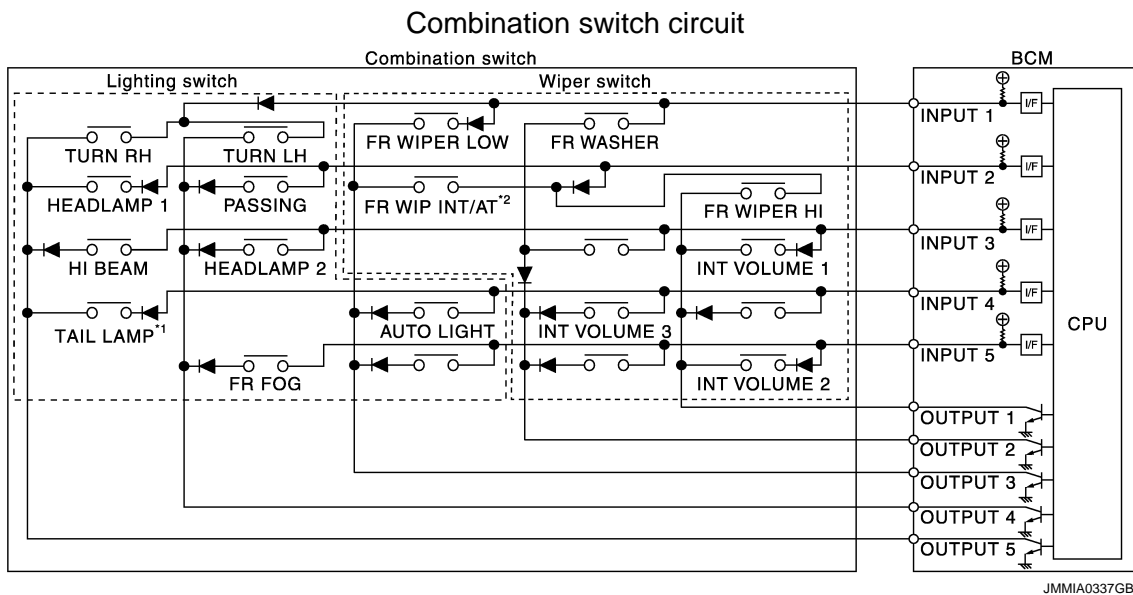 Combination switch circuit
Combination switch
BCM
Lighting switch
Wiper switch
INPUT 1
I/F
TURN RH
TURN LH
FR WIPER LOW
FR WASHER
INPUT 2
I/F
HEADLAMP 1
PASSING
FR WIP INT/AT*2
FR WIPER HI
INPUT 3
I/F
HI BEAM
HEADLAMP 2
INT VOLUME 1
INPUT 4
I/F
TAIL LAMP*1
AUTO LIGHT
INT VOLUME 3
CPU
INPUT 5
I/F
FR FOG
INT VOLUME 2
OUTPUT 1
OUTPUT 2
OUTPUT 3
OUTPUT 4
OUTPUT 5
JMMIA0337GB